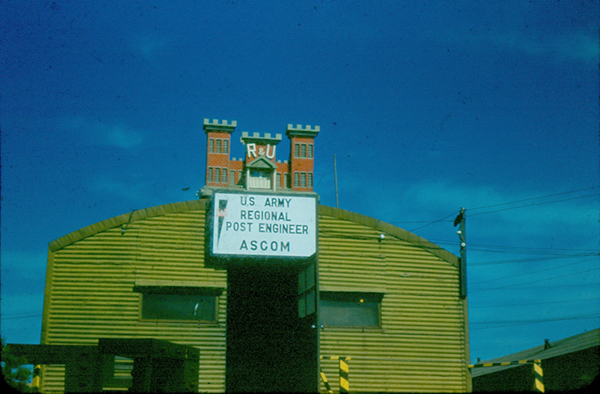 R&U
U.S. ARMY
REGIONAL
POST ENGINEER
ASCOM